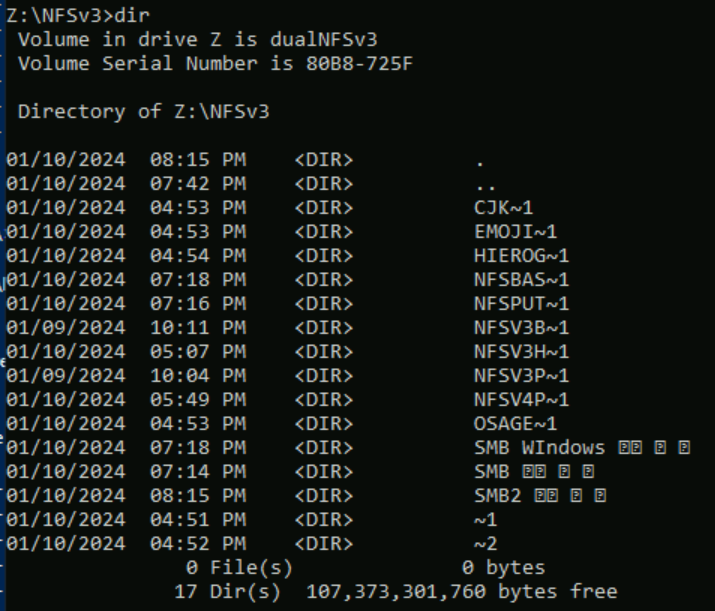 Z:\NFSv3>dir
Volume in drive Z is dualNFSv3
Volume Serial Number is 80B8-725F
Directory of Z:\NFSv3
01/10/2024 08:15 PM <DIR> .
01/10/2024 07:42 PM <DIR> ..
01/10/2024 04:53 PM <DIR> CJK~1
01/10/2024 04:53 PM <DIR> EMOJI~1
01/10/2024 04:54 PM <DIR> HIEROG~1
01/10/2024 07:18 PM <DIR> NFSBAS~1
01/10/2024 07:16 PM <DIR> NFSPUT~1
01/09/2024 10:11 PM <DIR> NFSV3B~1
01/10/2024 05:07 PM <DIR> NFSV3H~1
01/09/2024 10:04 PM <DIR> NFSV3P~1
01/10/2024 05:49 PM <DIR> NFSV4P~1
01/10/2024 04:53 PM <DIR> OSAGE~1
01/10/2024 07:18 PM <DIR> SMB WIndows
01/10/2024 07:14 PM <DIR> SMB
01/10/2024 08:15 PM <DIR> SMB2
01/10/2024 04:51 PM <DIR> ~1
01/10/2024 04:52 PM <DIR> ~2
0 File(s) 0 bytes
17 Dir(s) 107,373,301,760 bytes free